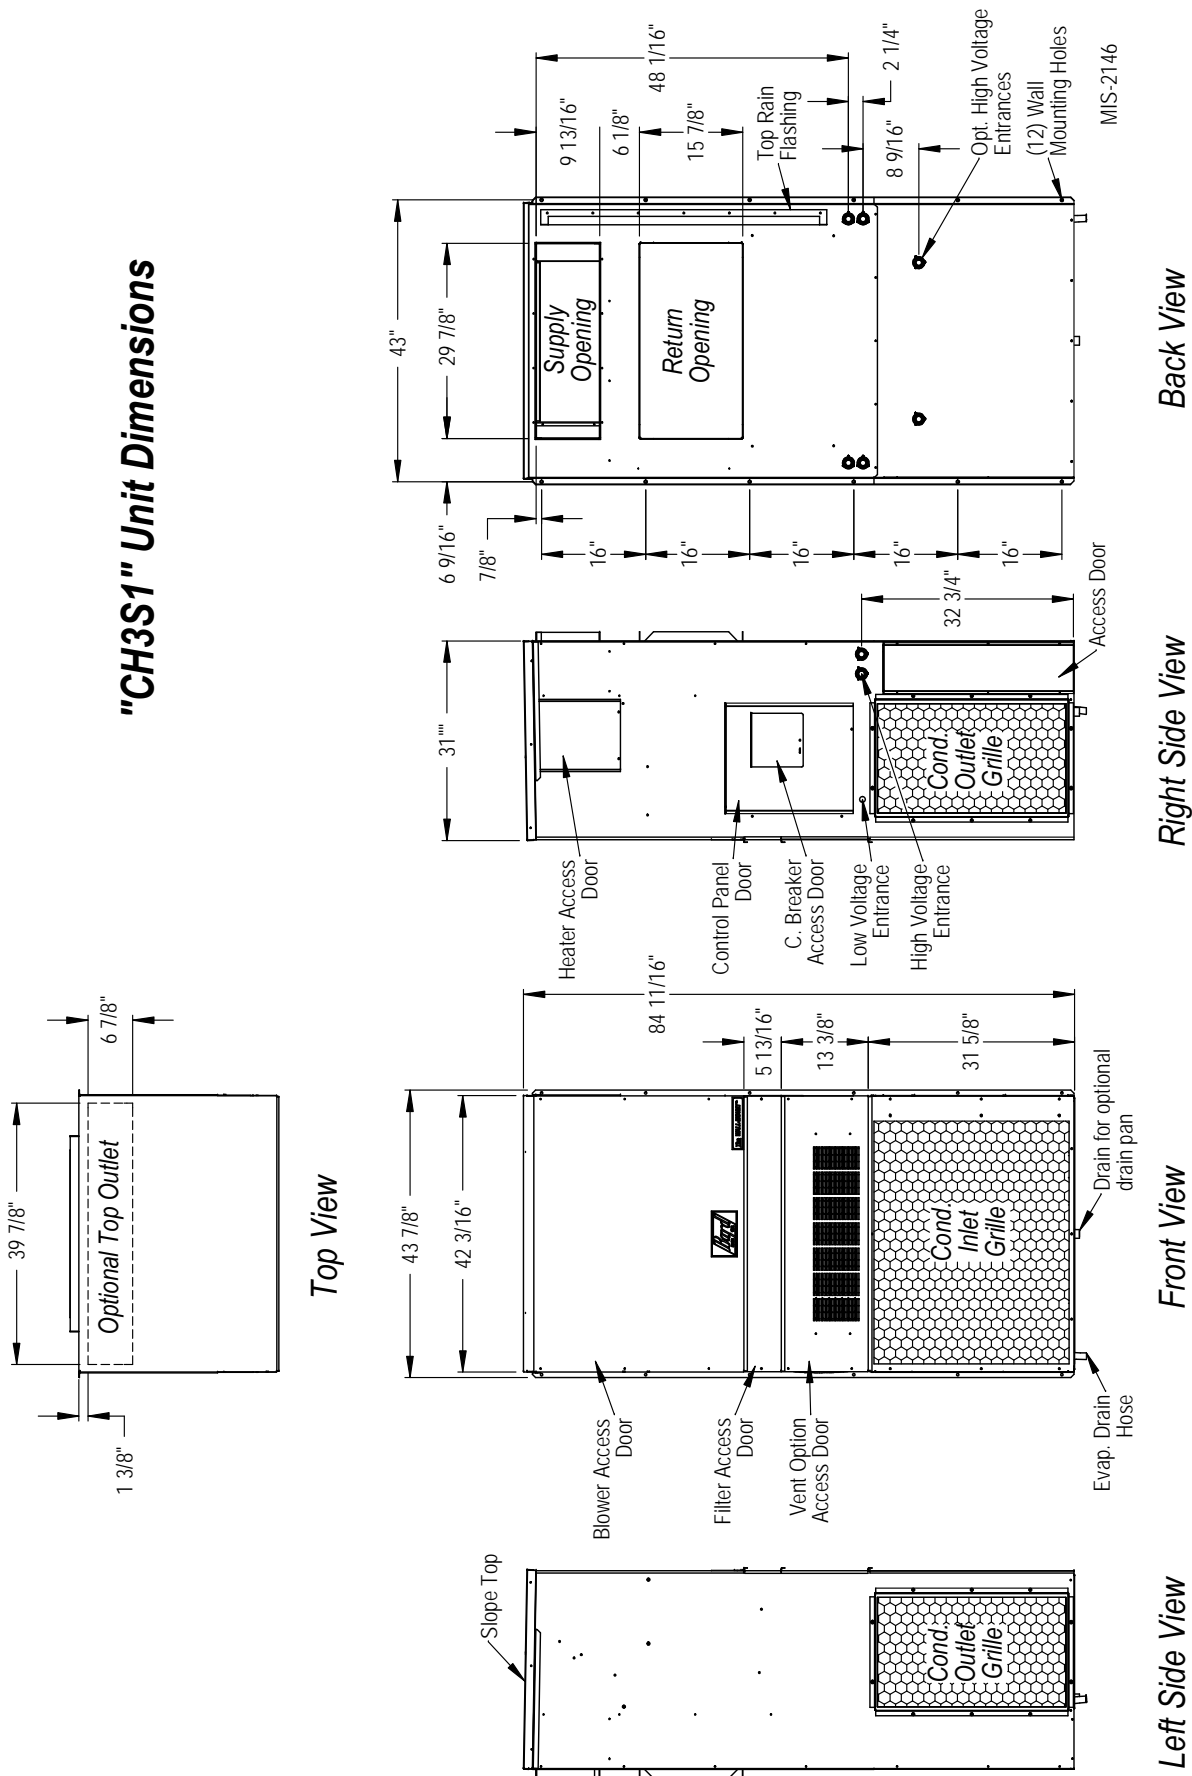 "CH3S1" Unit Dimensions
39 7/8"
6 7/8"
1 3/8"
Optional Top Outlet
Top View
Slope Top
Cond.
Outlet
Grille
Left Side View
43 7/8"
42 3/16"
84 11/16"
5 13/16"
13 3/8"
31 5/8"
Blower Access
Door
Filter Access
Door
Vent Option
Access Door
Bard
Cond.
Inlet
Grille
Evap. Drain
Hose
Drain for optional
drain pan
Front View
31""
Heater Access
Door
Control Panel
Door
C. Breaker
Access Door
Low Voltage
Entrance
High Voltage
Entrance
Cond.
Outlet
Grille
32 3/4"
Access Door
Right Side View
43"
29 7/8"
6 9/16"
7/8"
16"
16"
16"
16"
16"
9 13/16"
6 1/8"
15 7/8"
48 1/16"
2 1/4"
8 9/16"
Supply
Opening
Return
Opening
Top Rain
Flashing
Opt. High Voltage
Entrances
(12) Wall
Mounting Holes
MIS-2146
Back View